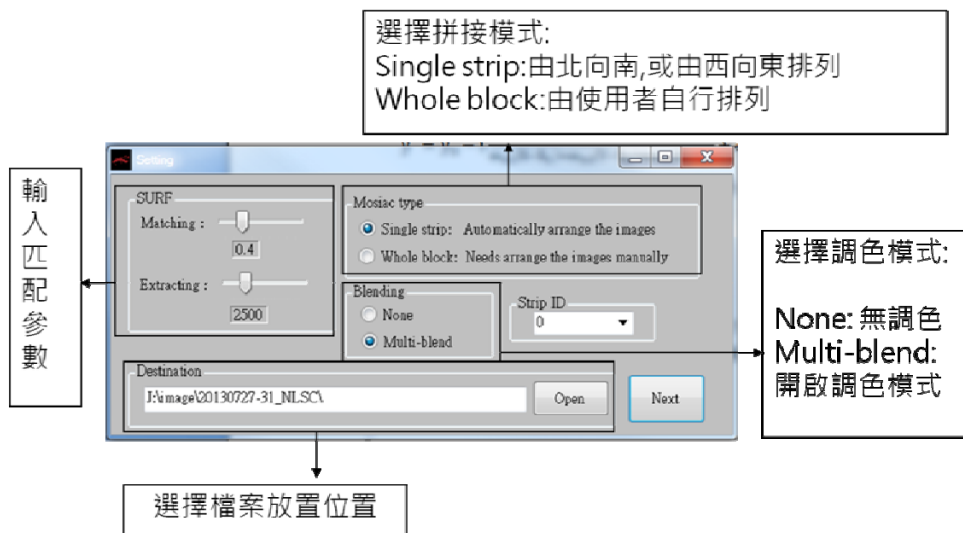 選擇拼接模式:
Single strip:由北向南,或由西向東排列
Whole block:由使用者自行排列
輸入匹配參數
Setting
SURF
Matching :
0.4
Extracting :
2500
Mosiac type
Single strip: Automatically arrange the images
Whole block: Needs arrange the images manually
Blending
None
Multi-blend
Strip ID
0
Destination
J:\image\20130727-31_NLSC\
Open
Next
選擇調色模式:
None: 無調色
Multi-blend:
開啟調色模式
選擇檔案放置位置